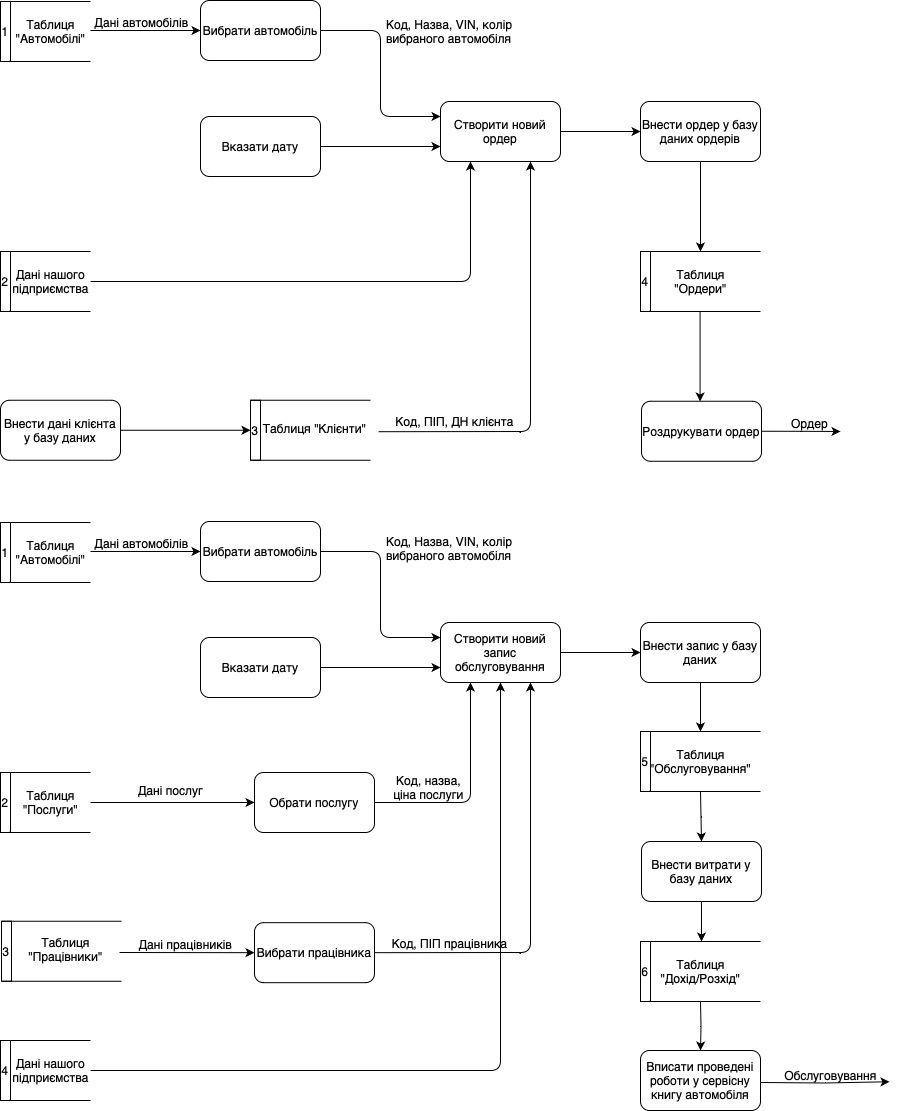 1
Таблиця
"Автомобілі"
Дані автомобілів
Вибрати автомобіль
Код, Назва, VIN, колір
вибраного автомобіля
Вказати дату
Створити новий
ордер
Внести ордер у базу
даних ордерів
2
Дані нашого
підприємства
4
Таблиця
"Ордери"
Внести дані клієнта
у базу даних
3
Таблиця "Клієнти"
Код, ПІП, ДН клієнта
Роздрукувати ордер
Ордер
1
Таблиця
"Автомобілі"
Дані автомобілів
Вибрати автомобіль
Код, Назва, VIN, колір
вибраного автомобіля
Вказати дату
Створити новий
запис
обслуговування
Внести запис у базу
даних
5
Таблиця
"Обслуговування"
2
Таблиця
"Послуги"
Дані послуг
Обрати послугу
Код, назва,
ціна послуги
Внести витрати у
базу даних
3
Таблиця
"Працівники"
Дані працівників
Вибрати працівника
Код, ПІП працівника
6
Таблиця
"Дохід/Розхід"
4
Дані нашого
підприємства
Вписати проведені
роботи у сервісну
книгу автомобіля
Обслуговування